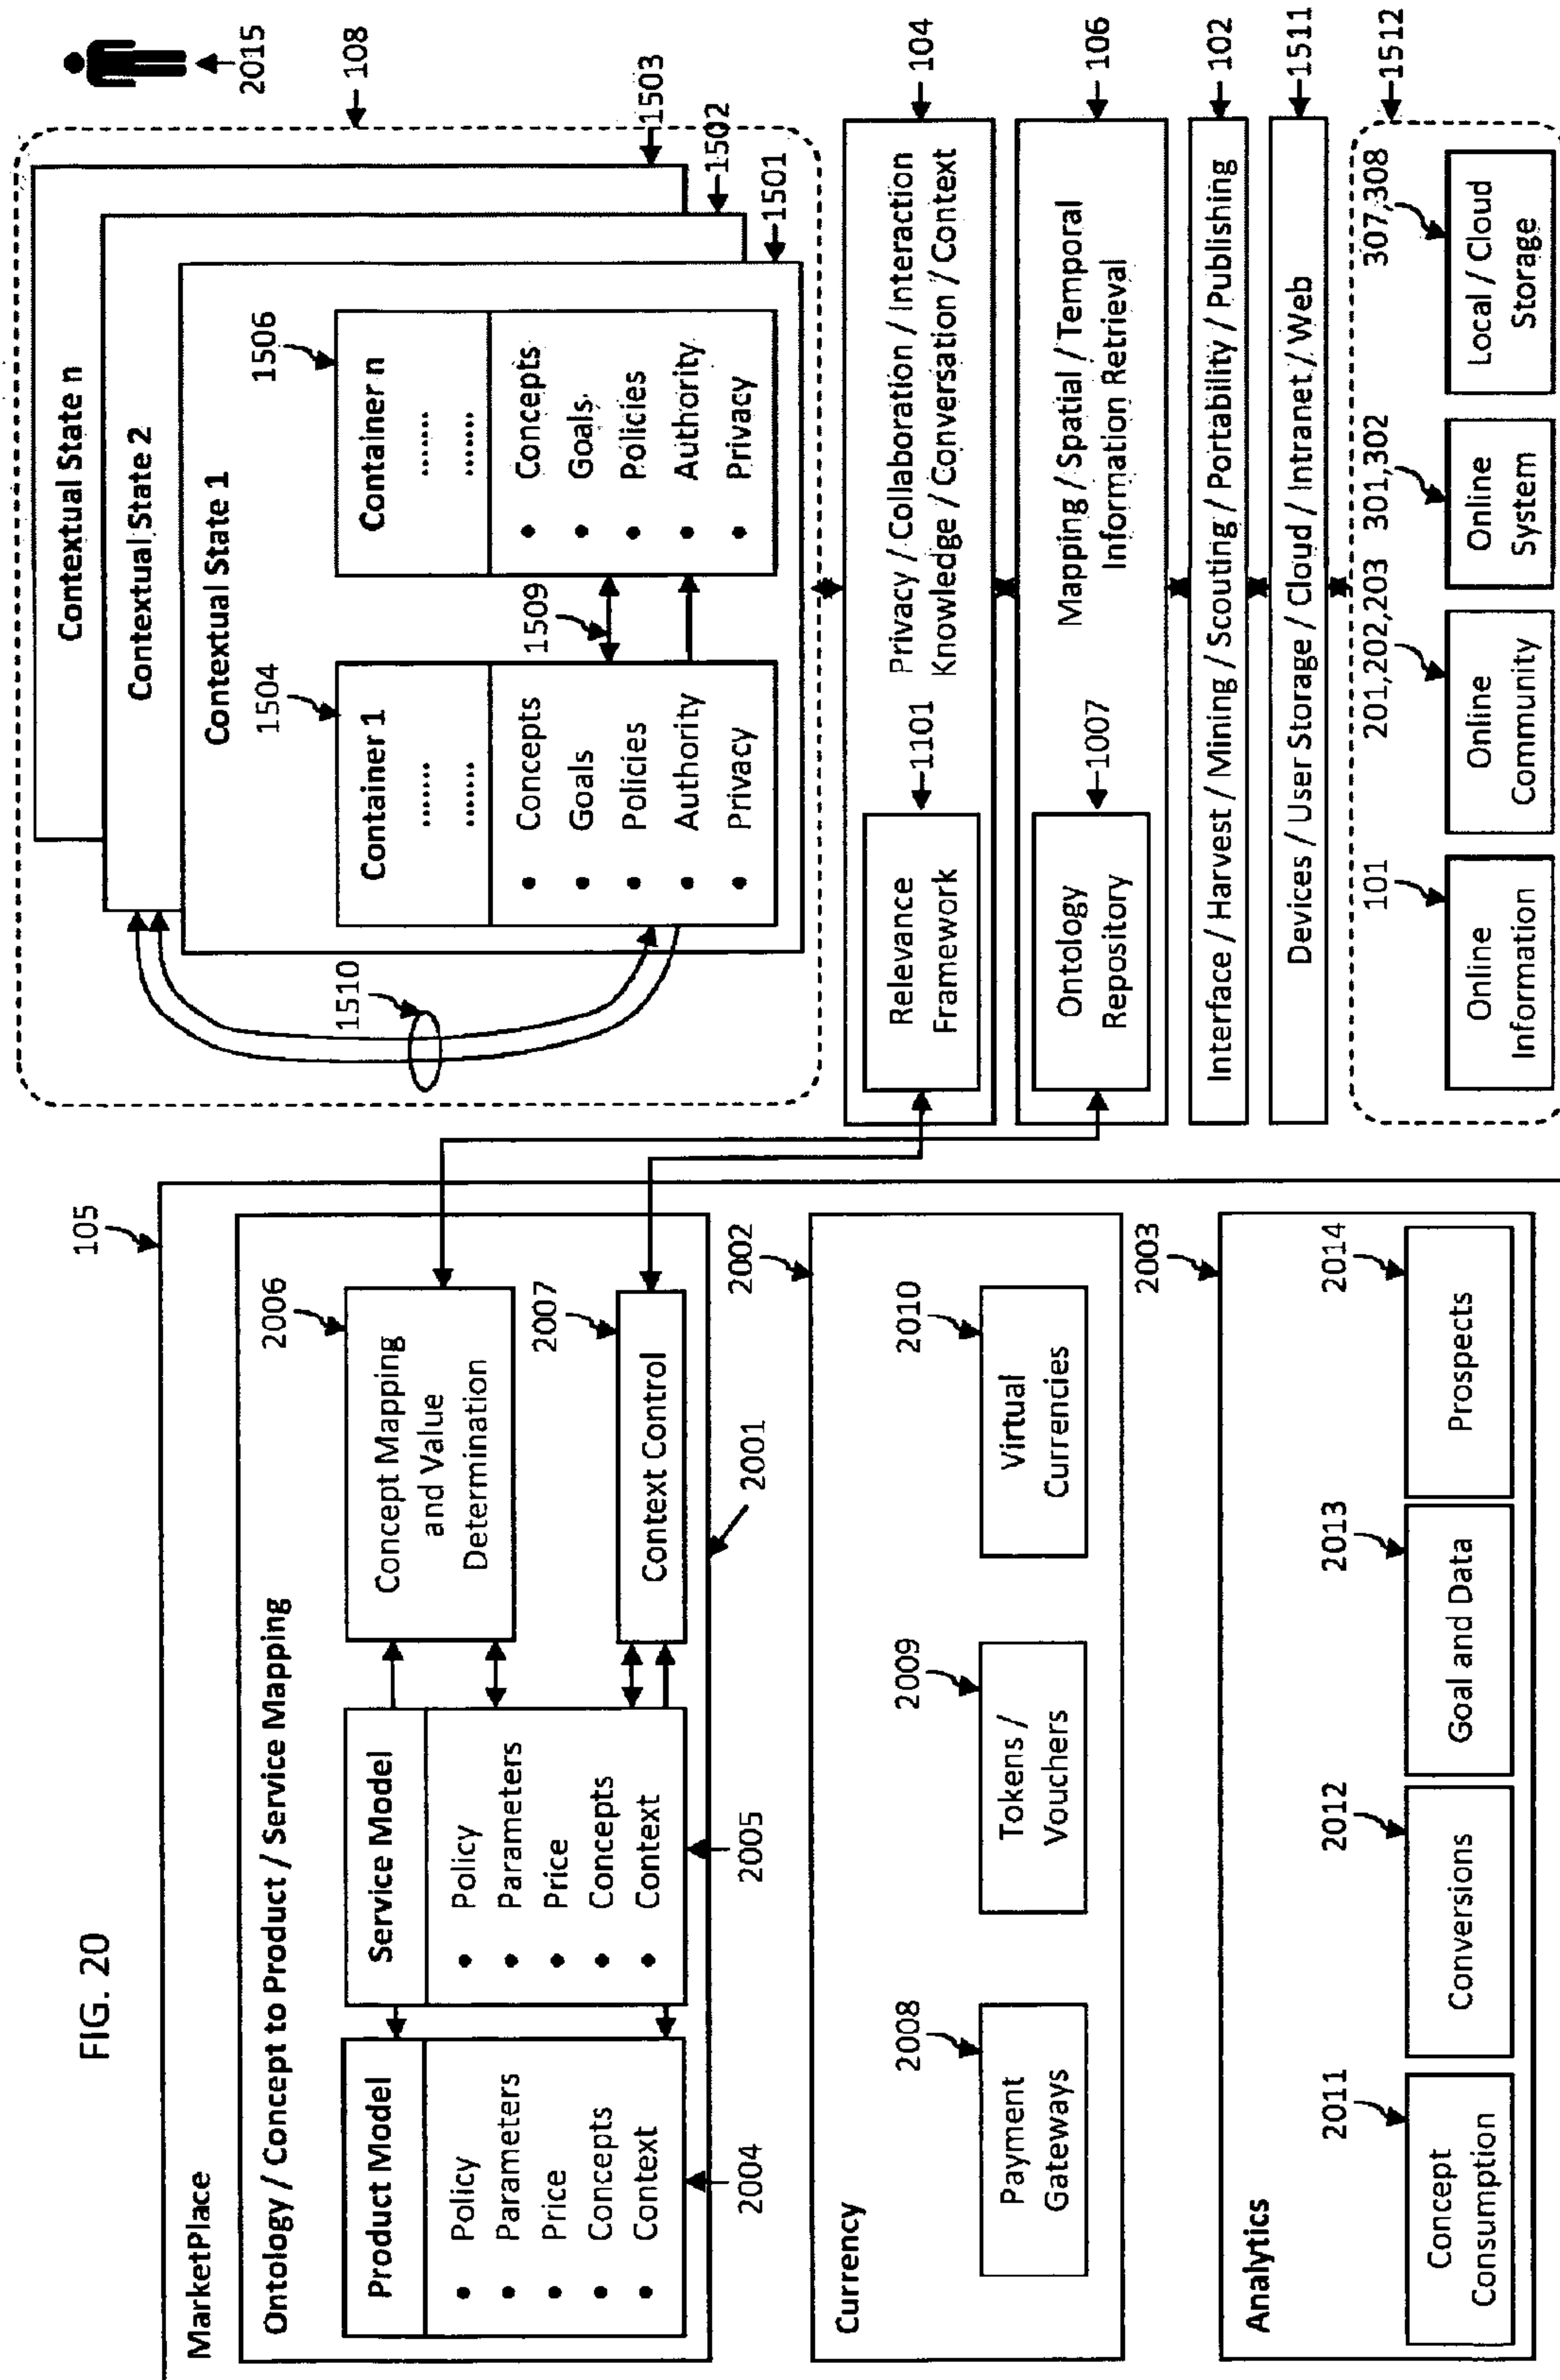 FIG. 20
105
MarketPlace
Ontology / Concept to Product / Service Mapping
Product Model
• Policy
• Parameters
• Price
• Concepts
• Context
2004
Service Model
• Policy
• Parameters
• Price
• Concepts
• Context
2005
2006
Concept Mapping
and Value
Determination
2007
Context Control
2001
2002
Currency
2008
Payment
Gateways
2009
Tokens /
Vouchers
2010
Virtual
Currencies
2003
Analytics
2011
Concept
Consumption
2012
Conversions
2013
Goal and Data
2014
Prospects
2015
108
Contextual State n
1503
Contextual State 2
1502
Contextual State 1
1501
1510
1504
Container 1
.......
.......
• Concepts
• Goals
• Policies
• Authority
• Privacy
1509
1506
Container n
.......
.......
• Concepts
• Goals
• Policies
• Authority
• Privacy
104
Relevance
Framework
1101
Privacy / Collaboration / Interaction
Knowledge / Conversation / Context
106
Ontology
Repository
1007
Mapping / Spatial / Temporal
Information Retrieval
102
Interface / Harvest / Mining / Scouting / Portability / Publishing
1511
Devices / User Storage / Cloud / Intranet / Web
1512
101
Online
Information
201,202,203
Online
Community
301,302
Online
System
307,308
Local / Cloud
Storage